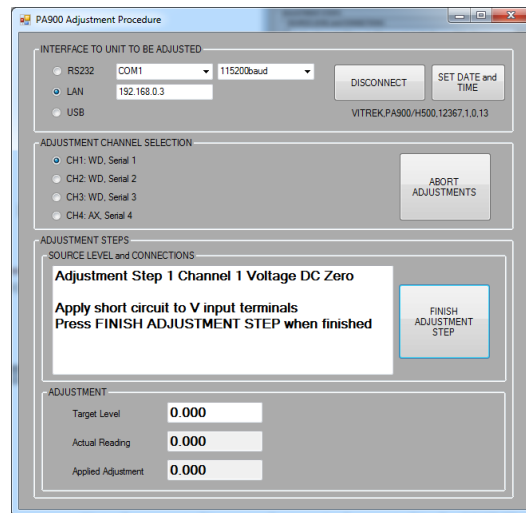 PA900 Adjustment Procedure
INTERFACE TO UNIT TO BE ADJUSTED
RS232 COM1 115200baud
LAN 192.168.0.3
USB
DISCONNECT
SET DATE and
TIME
VITREK,PA900/H500,12367,1,0,13
ADJUSTMENT CHANNEL SELECTION
CH1: WD, Serial 1
CH2: WD, Serial 2
CH3: WD, Serial 3
CH4: AX, Serial 4
ABORT
ADJUSTMENTS
ADJUSTMENT STEPS
SOURCE LEVEL and CONNECTIONS
Adjustment Step 1 Channel 1 Voltage DC Zero
Apply short circuit to V input terminals
Press FINISH ADJUSTMENT STEP when finished
FINISH
ADJUSTMENT
STEP
ADJUSTMENT
Target Level 0.000
Actual Reading 0.000
Applied Adjustment 0.000